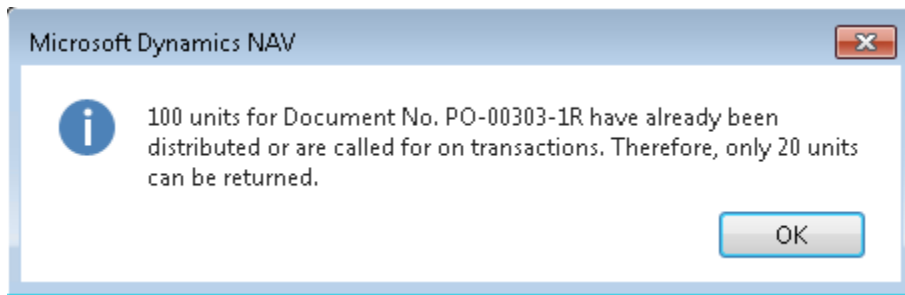 Microsoft Dynamics NAV
100 units for Document No. PO-00303-1R have already been
distributed or are called for on transactions. Therefore, only 20 units
can be returned.
OK